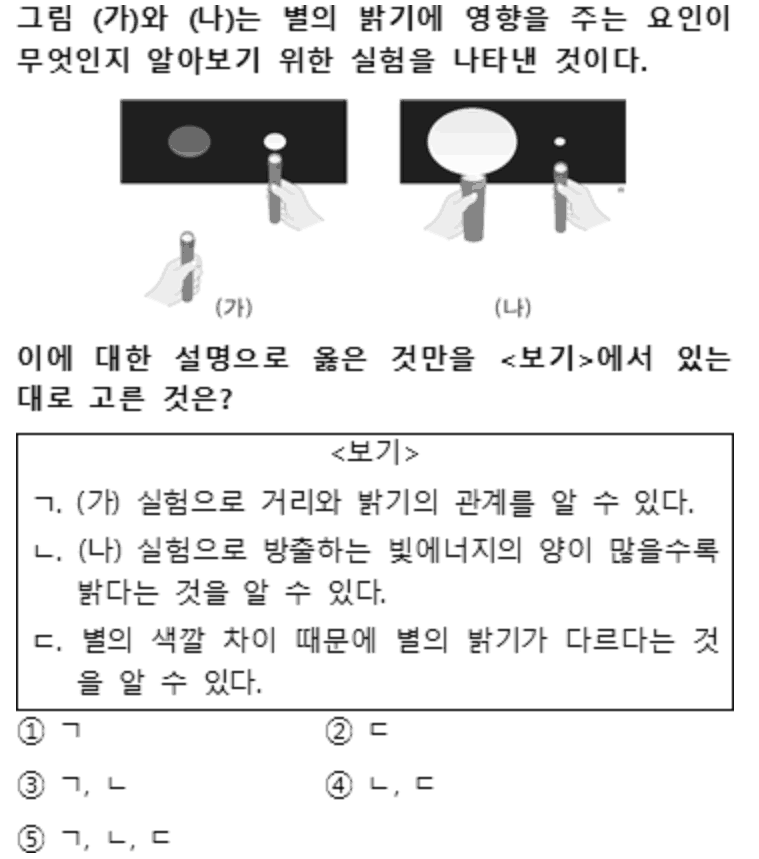 그림 (가)와 (나)는 별의 밝기에 영향을 주는 요인이
무엇인지 알아보기 위한 실험을 나타낸 것이다.
(가) (나)
이에 대한 설명으로 옳은 것만을 <보기>에서 있는
대로 고른 것은?
<보기>
ㄱ. (가) 실험으로 거리와 밝기의 관계를 알 수 있다.
ㄴ. (나) 실험으로 방출하는 빛에너지의 양이 많을수록
밝다는 것을 알 수 있다.
ㄷ. 별의 색깔 차이 때문에 별의 밝기가 다르다는 것
을 알 수 있다.
① ㄱ ② ㄷ
③ ㄱ, ㄴ ④ ㄴ, ㄷ
⑤ ㄱ, ㄴ, ㄷ